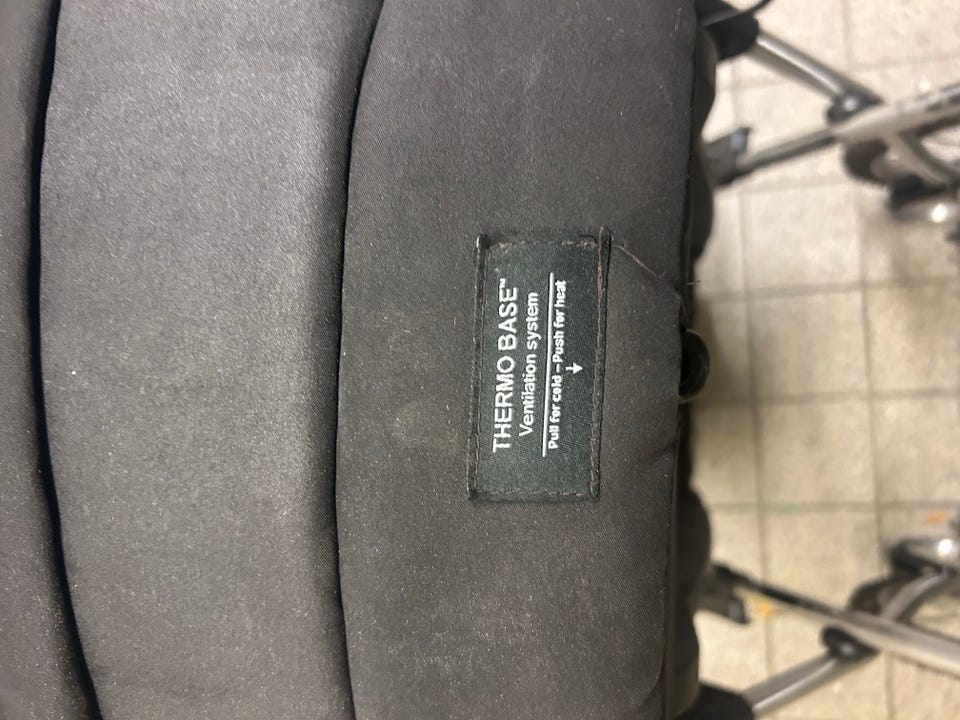 THERMO BASE™
Ventilation system
Pull for cold – Push for heat